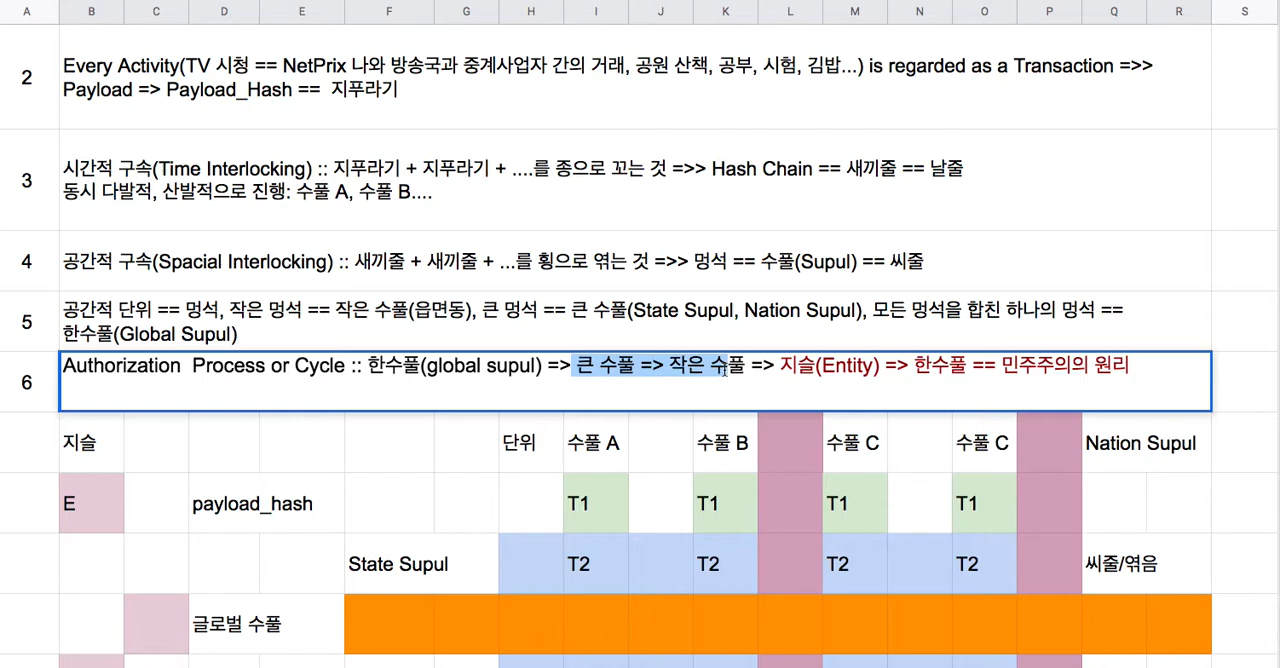 A B C D E F G H I J K L M N O P Q R S
2
Every Activity(TV 시청 == NetPrix 나와 방송국과 중계사업자 간의 거래, 공원 산책, 공부, 시험, 김밥...) is regarded as a Transaction =>>
Payload => Payload_Hash == 지푸라기
3
시간적 구속(Time Interlocking) :: 지푸라기 + 지푸라기 + ....를 종으로 꼬는 것 =>> Hash Chain == 새끼줄 == 날줄
동시 다발적, 산발적으로 진행: 수풀 A, 수풀 B....
4
공간적 구속(Spacial Interlocking) :: 새끼줄 + 새끼줄 + ...를 횡으로 엮는 것 =>> 멍석 == 수풀(Supul) == 씨줄
5
공간적 단위 == 멍석, 작은 멍석 == 작은 수풀(읍면동), 큰 멍석 == 큰 수풀(State Supul, Nation Supul), 모든 멍석을 합친 하나의 멍석 ==
한수풀(Global Supul)
6
Authorization Process or Cycle :: 한수풀(global supul) => 큰 수풀 => 작은 수풀 => 지슬(Entity) => 한수풀 == 민주주의의 원리
지슬 단위 수풀 A 수풀 B 수풀 C 수풀 C Nation Supul
E payload_hash T1 T1 T1 T1
State Supul T2 T2 T2 T2 씨줄/엮음
글로벌 수풀